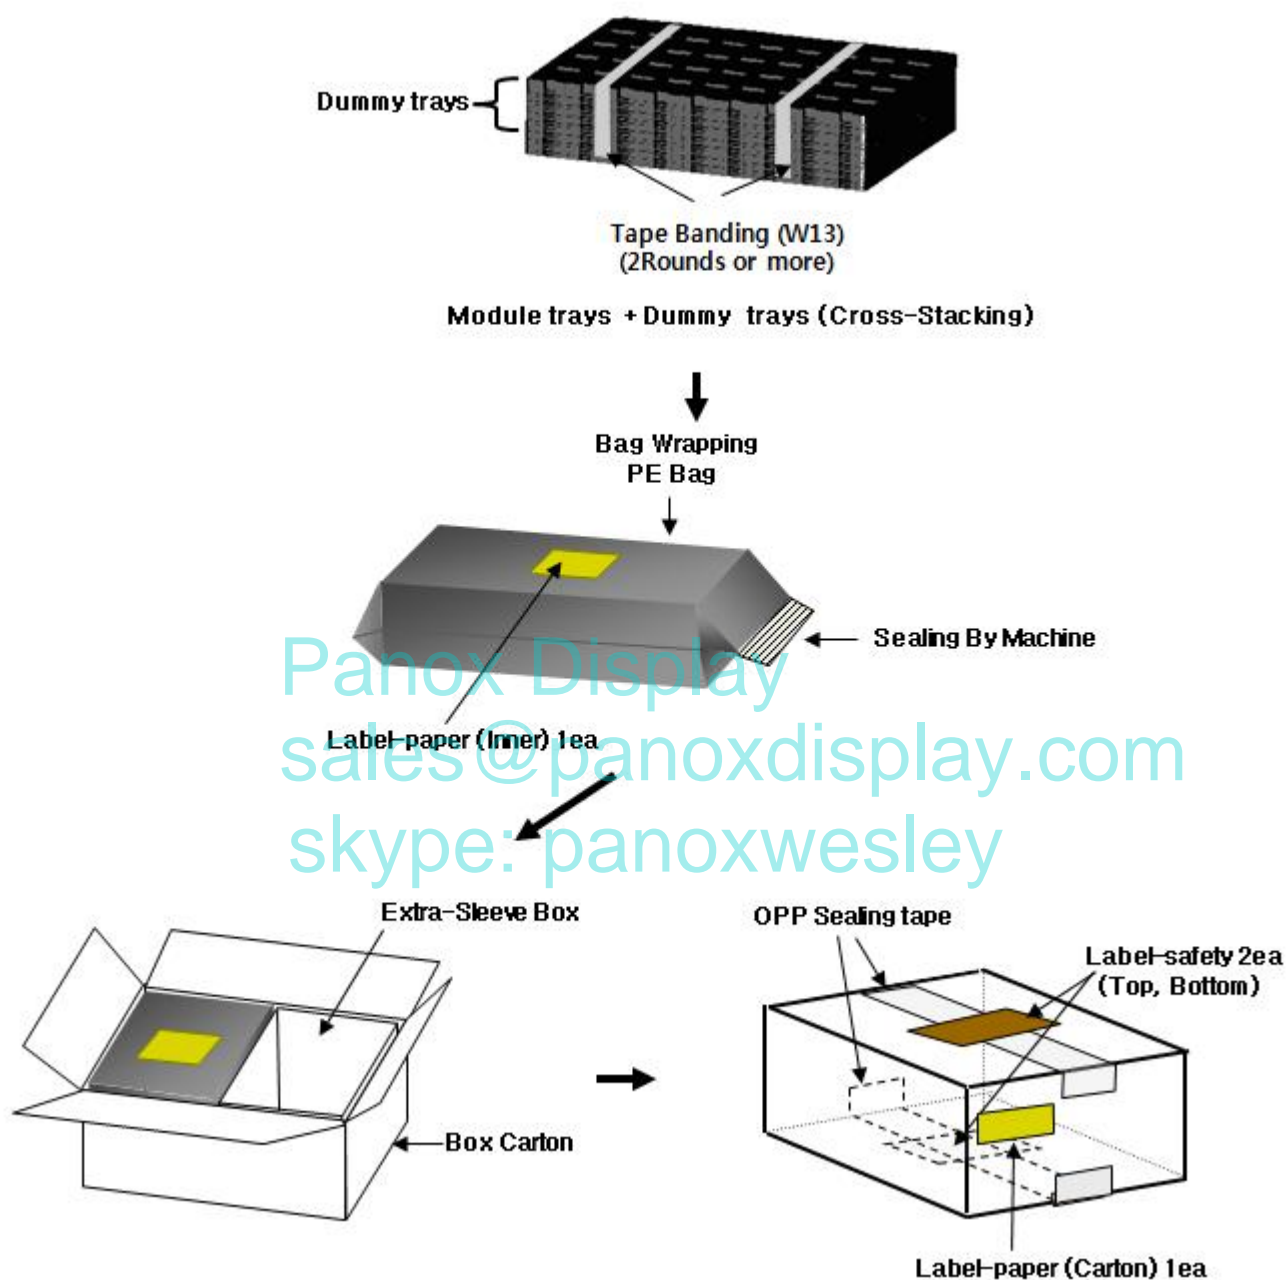 Dummy trays
Tape Banding (W13)
(2Rounds or more)
Module trays + Dummy trays (Cross-Stacking)
Bag Wrapping
PE Bag
Sealing By Machine
Panox Display
Label-paper (Inner) 1ea
sales@panoxdisplay.com
skype: panoxwesley
Extra-Sleeve Box
OPP Sealing tape
Label-safety 2ea
(Top, Bottom)
Box Carton
Label-paper (Carton) 1ea